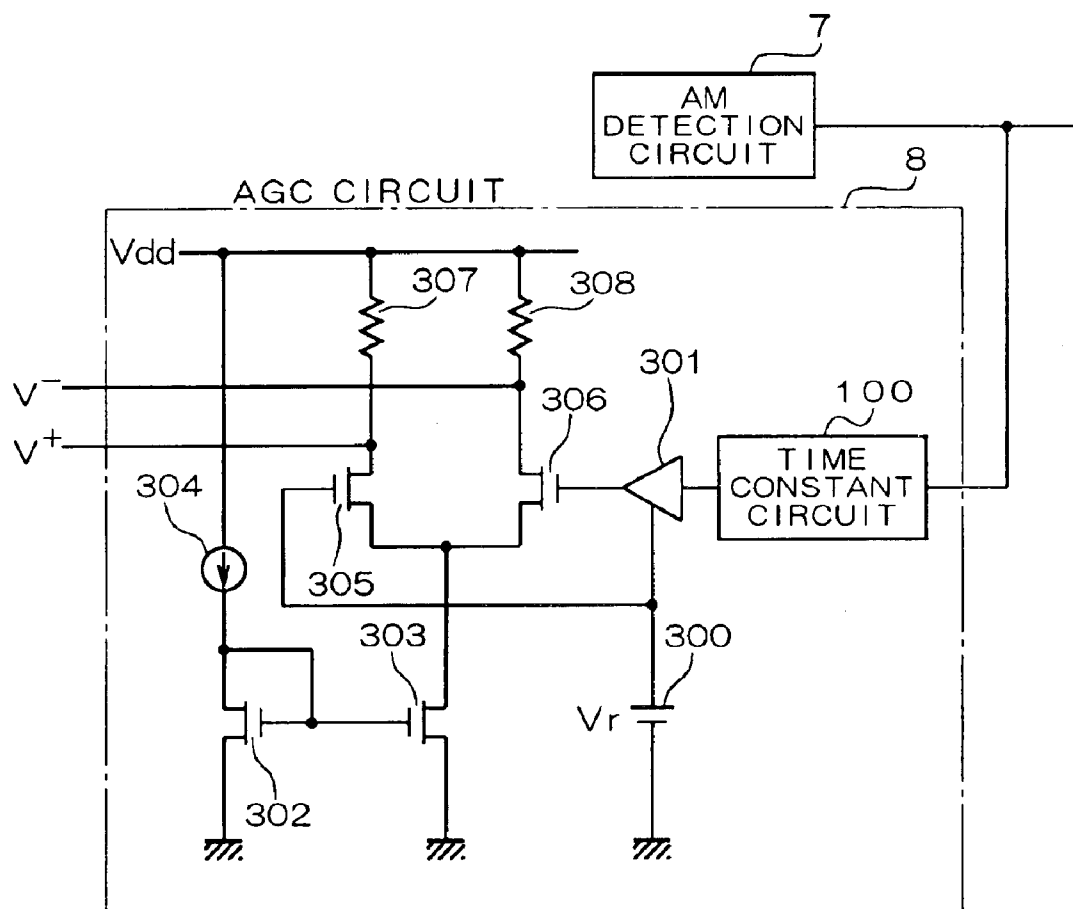 7
AM
DETECTION
CIRCUIT
8
AGC CIRCUIT
Vdd
307
308
301
V−
306
100
V+
TIME
CONSTANT
CIRCUIT
304
305
303
300
Vr
302